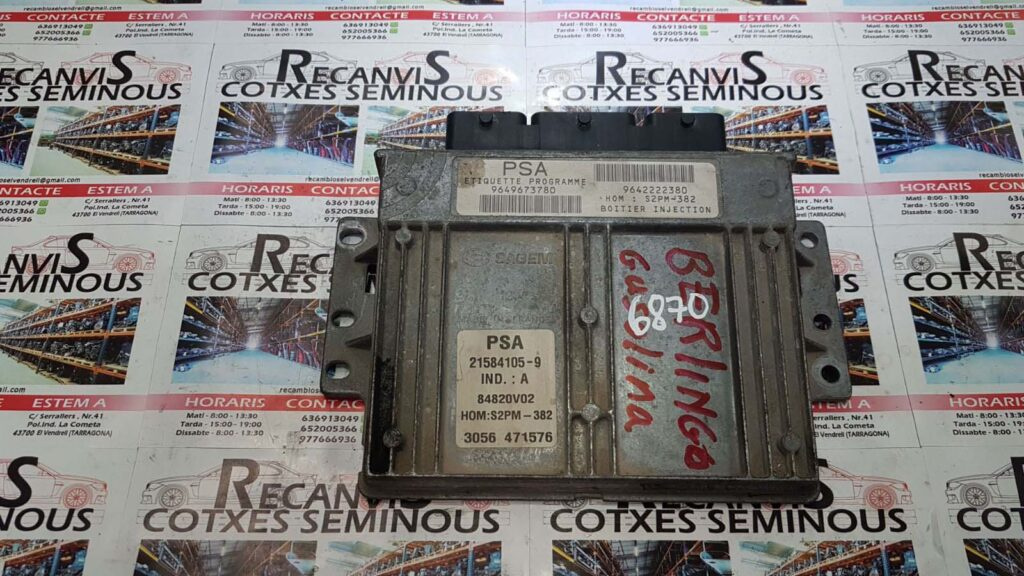 recambioselvendrell@gmail.com
HORARIS CONTACTE ESTEM A
Matí - 8:00 - 13:30
Tarda - 15:00 - 19:00
Dissabte - 8:00 - 13:30
636913049
652005366
977666936
C/ Serrallers , Nr.41
Pol.Ind. La Cometa
43700 El Vendrell (TARRAGONA)
RECANVIS
COTXES SEMINOUS
PSA
ETIQUETTE PROGRAMME
9649673780
9642222380
HOM : S2PM-382
BOITIER INJECTION
SAGEM
PSA
21584105-9
IND. : A
84820V02
HOM:S2PM-382
3056 471576
BERLINGO
Gasolina
6870